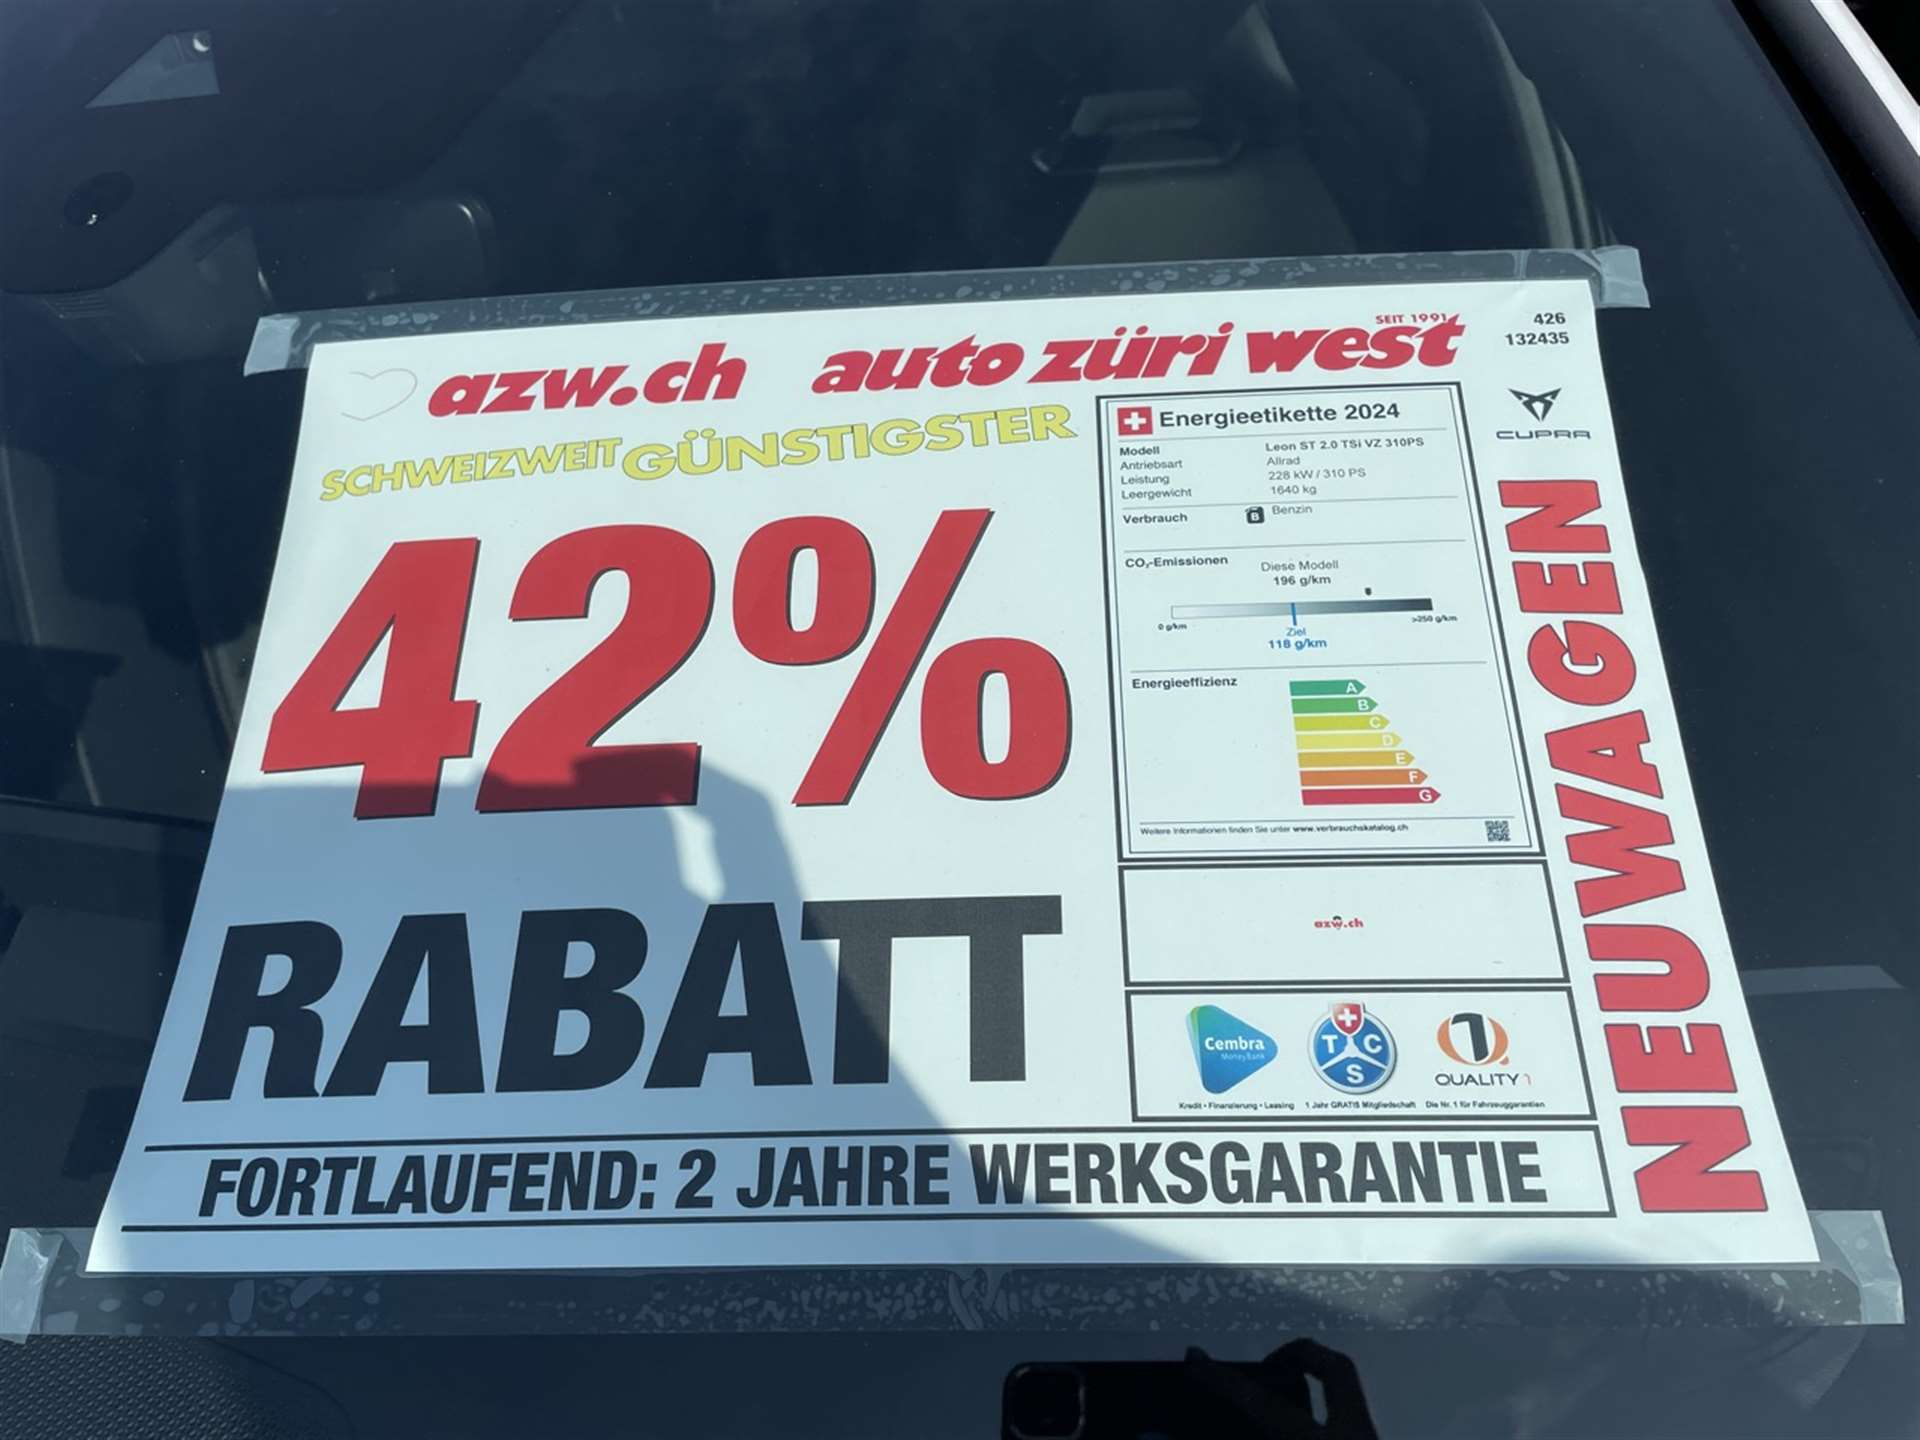 azw.ch auto züri west
SEIT 1991
426
132435
SCHWEIZWEIT GÜNSTIGSTER
42%
RABATT
Energieetikette 2024
Modell Leon ST 2.0 TSi VZ 310PS
Antriebsart Allrad
Leistung 228 kW / 310 PS
Leergewicht 1640 kg
Verbrauch B Benzin
CO₂-Emissionen Diese Modell
196 g/km
0 g/km >250 g/km
Ziel
118 g/km
Energieeffizienz
A
B
C
D
E
F
G
Weitere Informationen finden Sie unter www.verbrauchskatalog.ch
CUPRA
NEUWAGEN
azw.ch
Cembra
MoneyBank
Kredit • Finanzierung • Leasing
T C
S
1 Jahr GRATIS Mitgliedschaft
1
QUALITY1
Die Nr. 1 für Fahrzeuggarantien
FORTLAUFEND: 2 JAHRE WERKSGARANTIE